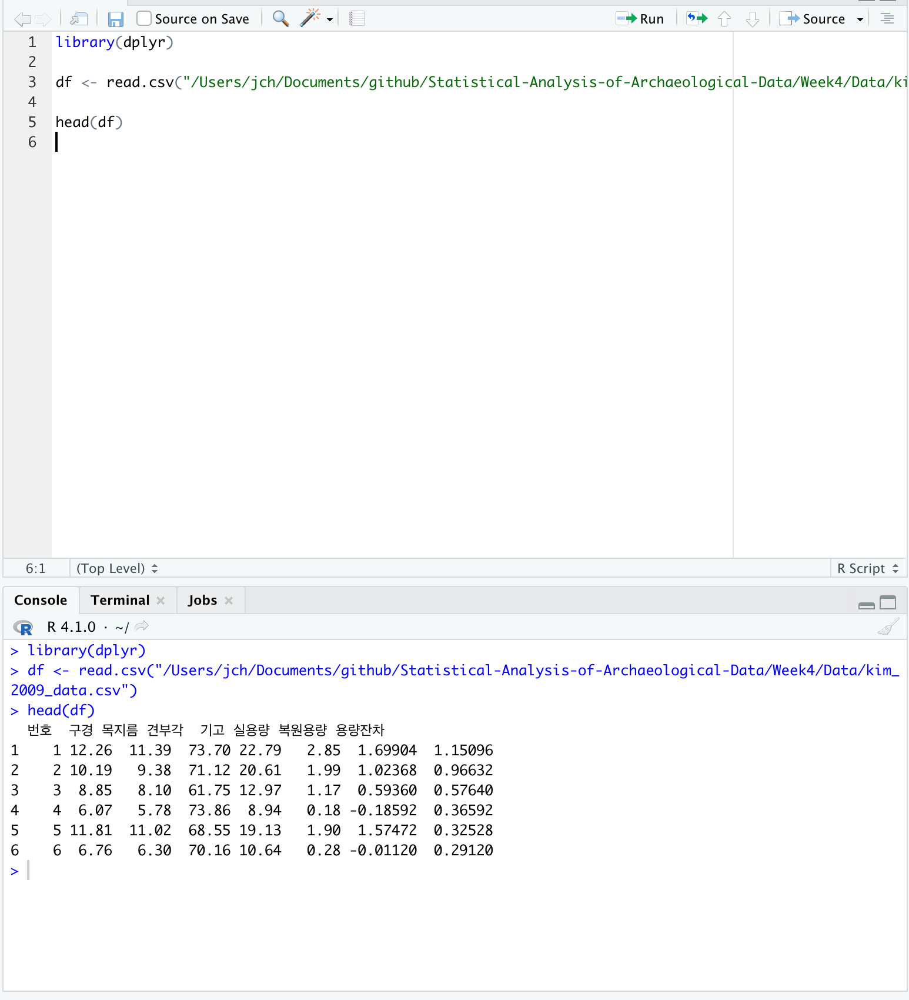 Source on Save Run Source
1 library(dplyr)
2
3 df <- read.csv("/Users/jch/Documents/github/Statistical-Analysis-of-Archaeological-Data/Week4/Data/ki
4
5 head(df)
6
6:1 (Top Level) R Script
Console Terminal Jobs
R 4.1.0 · ~/
> library(dplyr)
> df <- read.csv("/Users/jch/Documents/github/Statistical-Analysis-of-Archaeological-Data/Week4/Data/kim_
2009_data.csv")
> head(df)
번호 구경 목지름 견부각 기고 실용량 복원용량 용량잔차
1 1 12.26 11.39 73.70 22.79 2.85 1.69904 1.15096
2 2 10.19 9.38 71.12 20.61 1.99 1.02368 0.96632
3 3 8.85 8.10 61.75 12.97 1.17 0.59360 0.57640
4 4 6.07 5.78 73.86 8.94 0.18 -0.18592 0.36592
5 5 11.81 11.02 68.55 19.13 1.90 1.57472 0.32528
6 6 6.76 6.30 70.16 10.64 0.28 -0.01120 0.29120
>